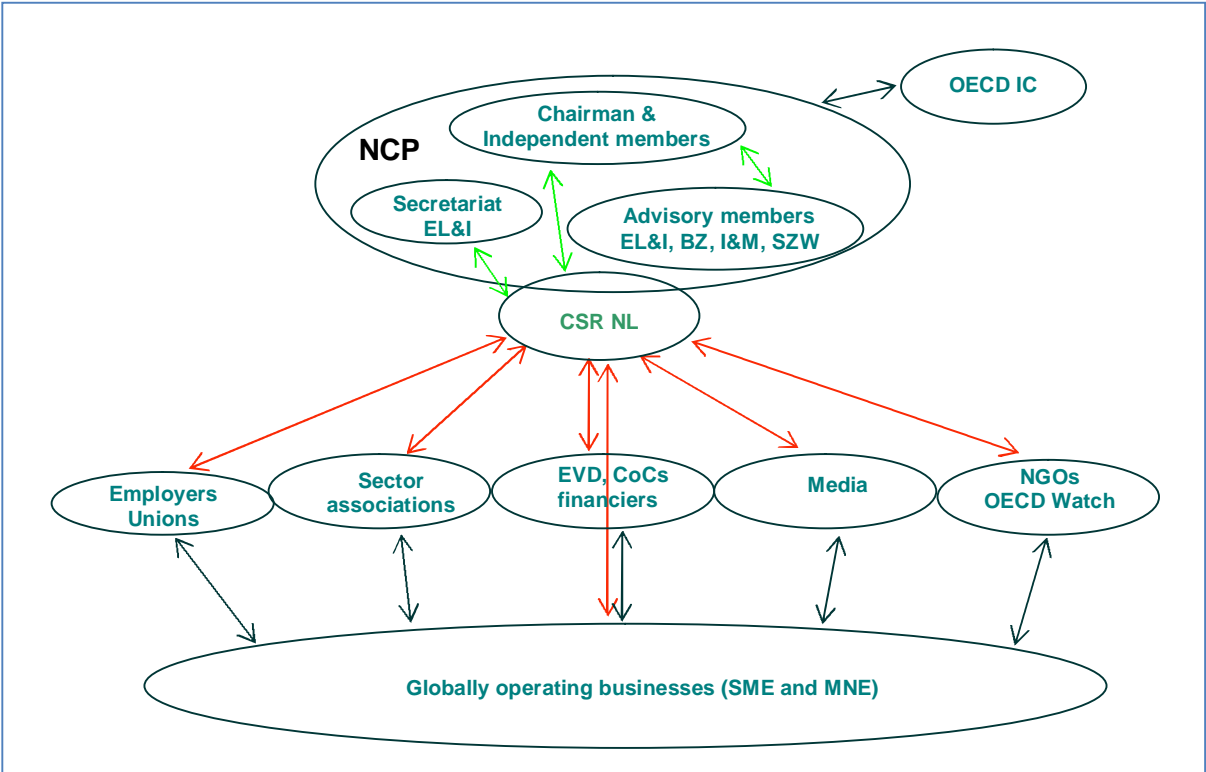 OECD IC
Chairman &
Independent members
NCP
Secretariat
EL&I
Advisory members
EL&I, BZ, I&M, SZW
CSR NL
Employers
Unions
Sector
associations
EVD, CoCs
financiers
Media
NGOs
OECD Watch
Globally operating businesses (SME and MNE)